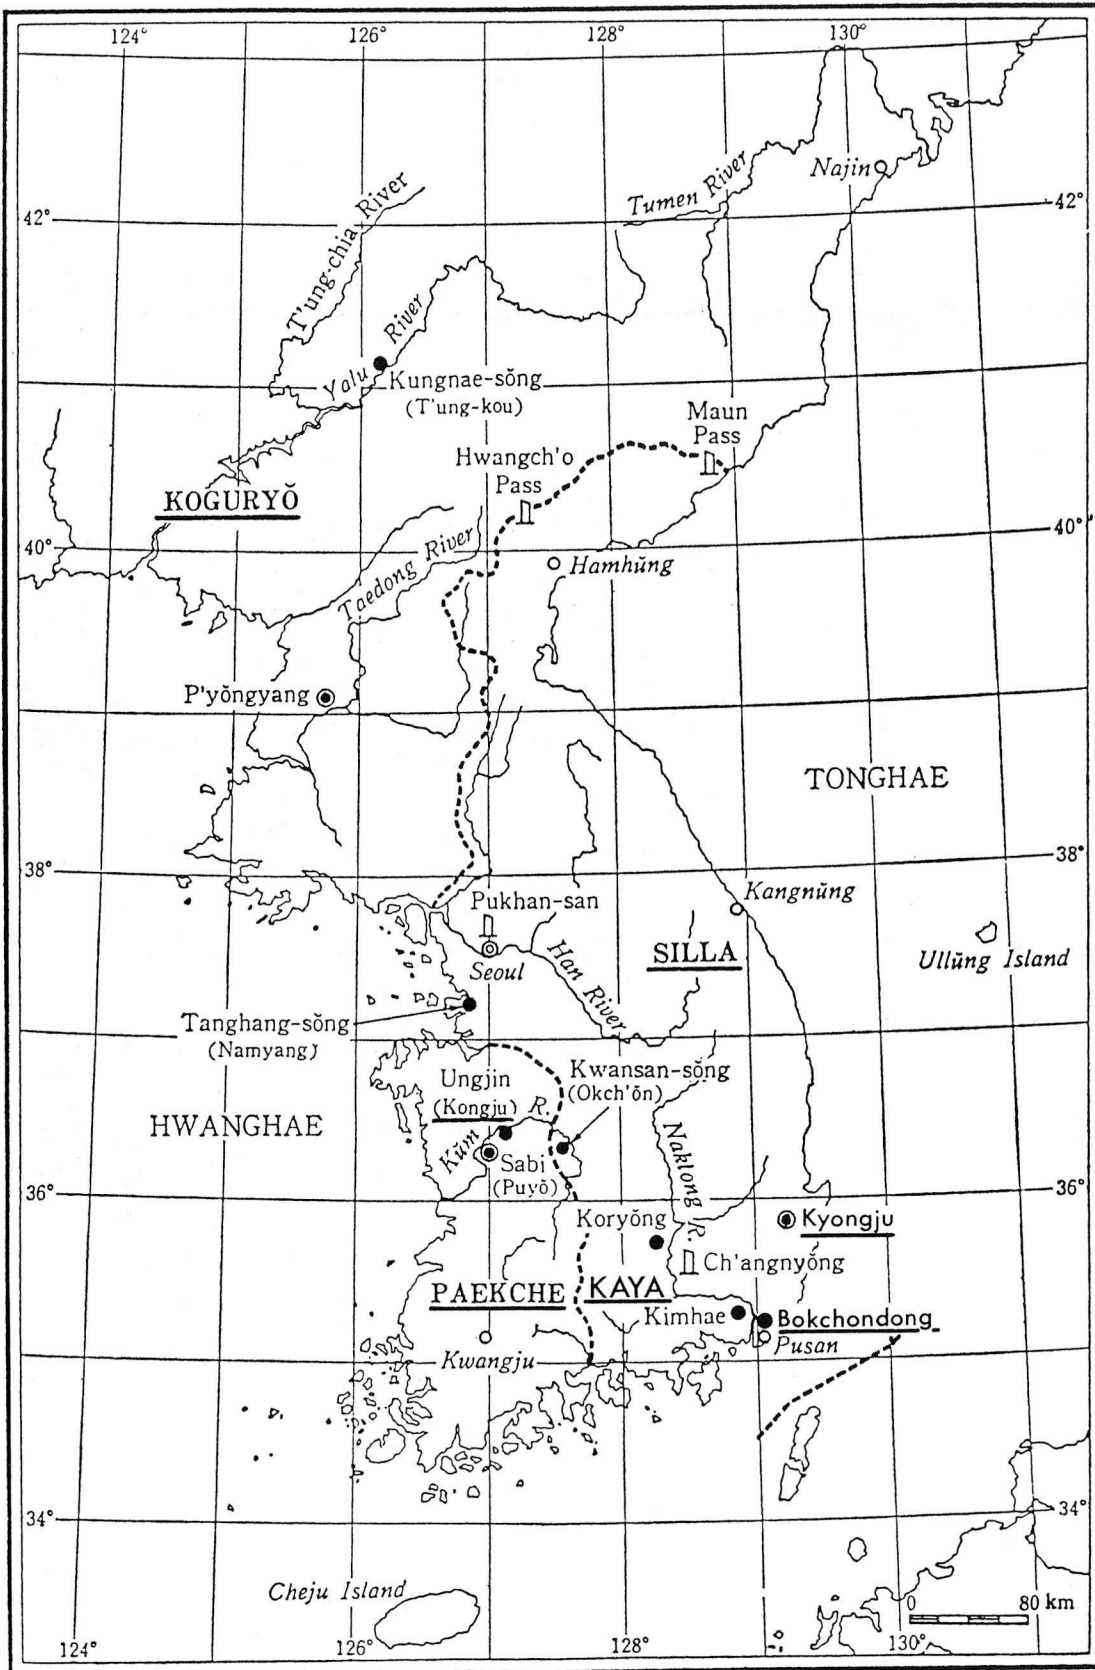 124° 126° 128° 130°
Najin
Tumen River
42° 42°
T'ung-chia River
Yalu River
Kungnae-sŏng
(T'ung-kou)
Maun
Pass
Hwangch'o
Pass
KOGURYŎ
40° 40°
Taedong River
Hamhŭng
P'yŏngyang
TONGHAE
38° 38°
Kangnŭng
Pukhan-san
SILLA
Ullŭng Island
Seoul
Han River
Tanghang-sŏng
(Namyang)
Kwansan-sŏng
(Okch'ŏn)
Ungjin
(Kongju)
HWANGHAE
Kŭm R.
Sabi
(Puyŏ)
Naklong R.
36° 36°
Koryŏng
Kyongju
Ch'angnyŏng
PAEKCHE
KAYA
Kimhae
Bokchondong
Pusan
Kwangju
34° 34°
Cheju Island
0 80 km
124° 126° 128° 130°